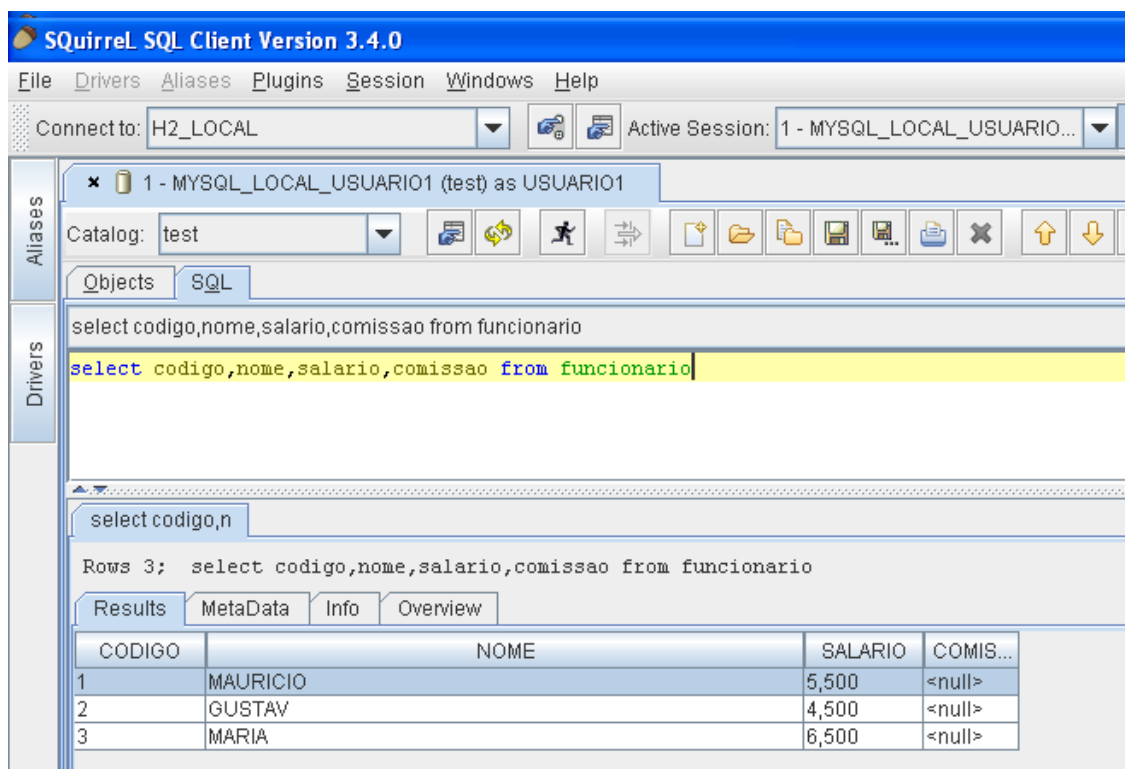 SQuirreL SQL Client Version 3.4.0
File Drivers Aliases Plugins Session Windows Help
Connect to: H2_LOCAL Active Session: 1 - MYSQL_LOCAL_USUARIO...
Aliases
Drivers
1 - MYSQL_LOCAL_USUARIO1 (test) as USUARIO1
Catalog: test
Objects SQL
select codigo,nome,salario,comissao from funcionario
select codigo,nome,salario,comissao from funcionario
select codigo,n
Rows 3; select codigo,nome,salario,comissao from funcionario
Results MetaData Info Overview
CODIGO NOME SALARIO COMIS...
1 MAURICIO 5,500 <null>
2 GUSTAV 4,500 <null>
3 MARIA 6,500 <null>